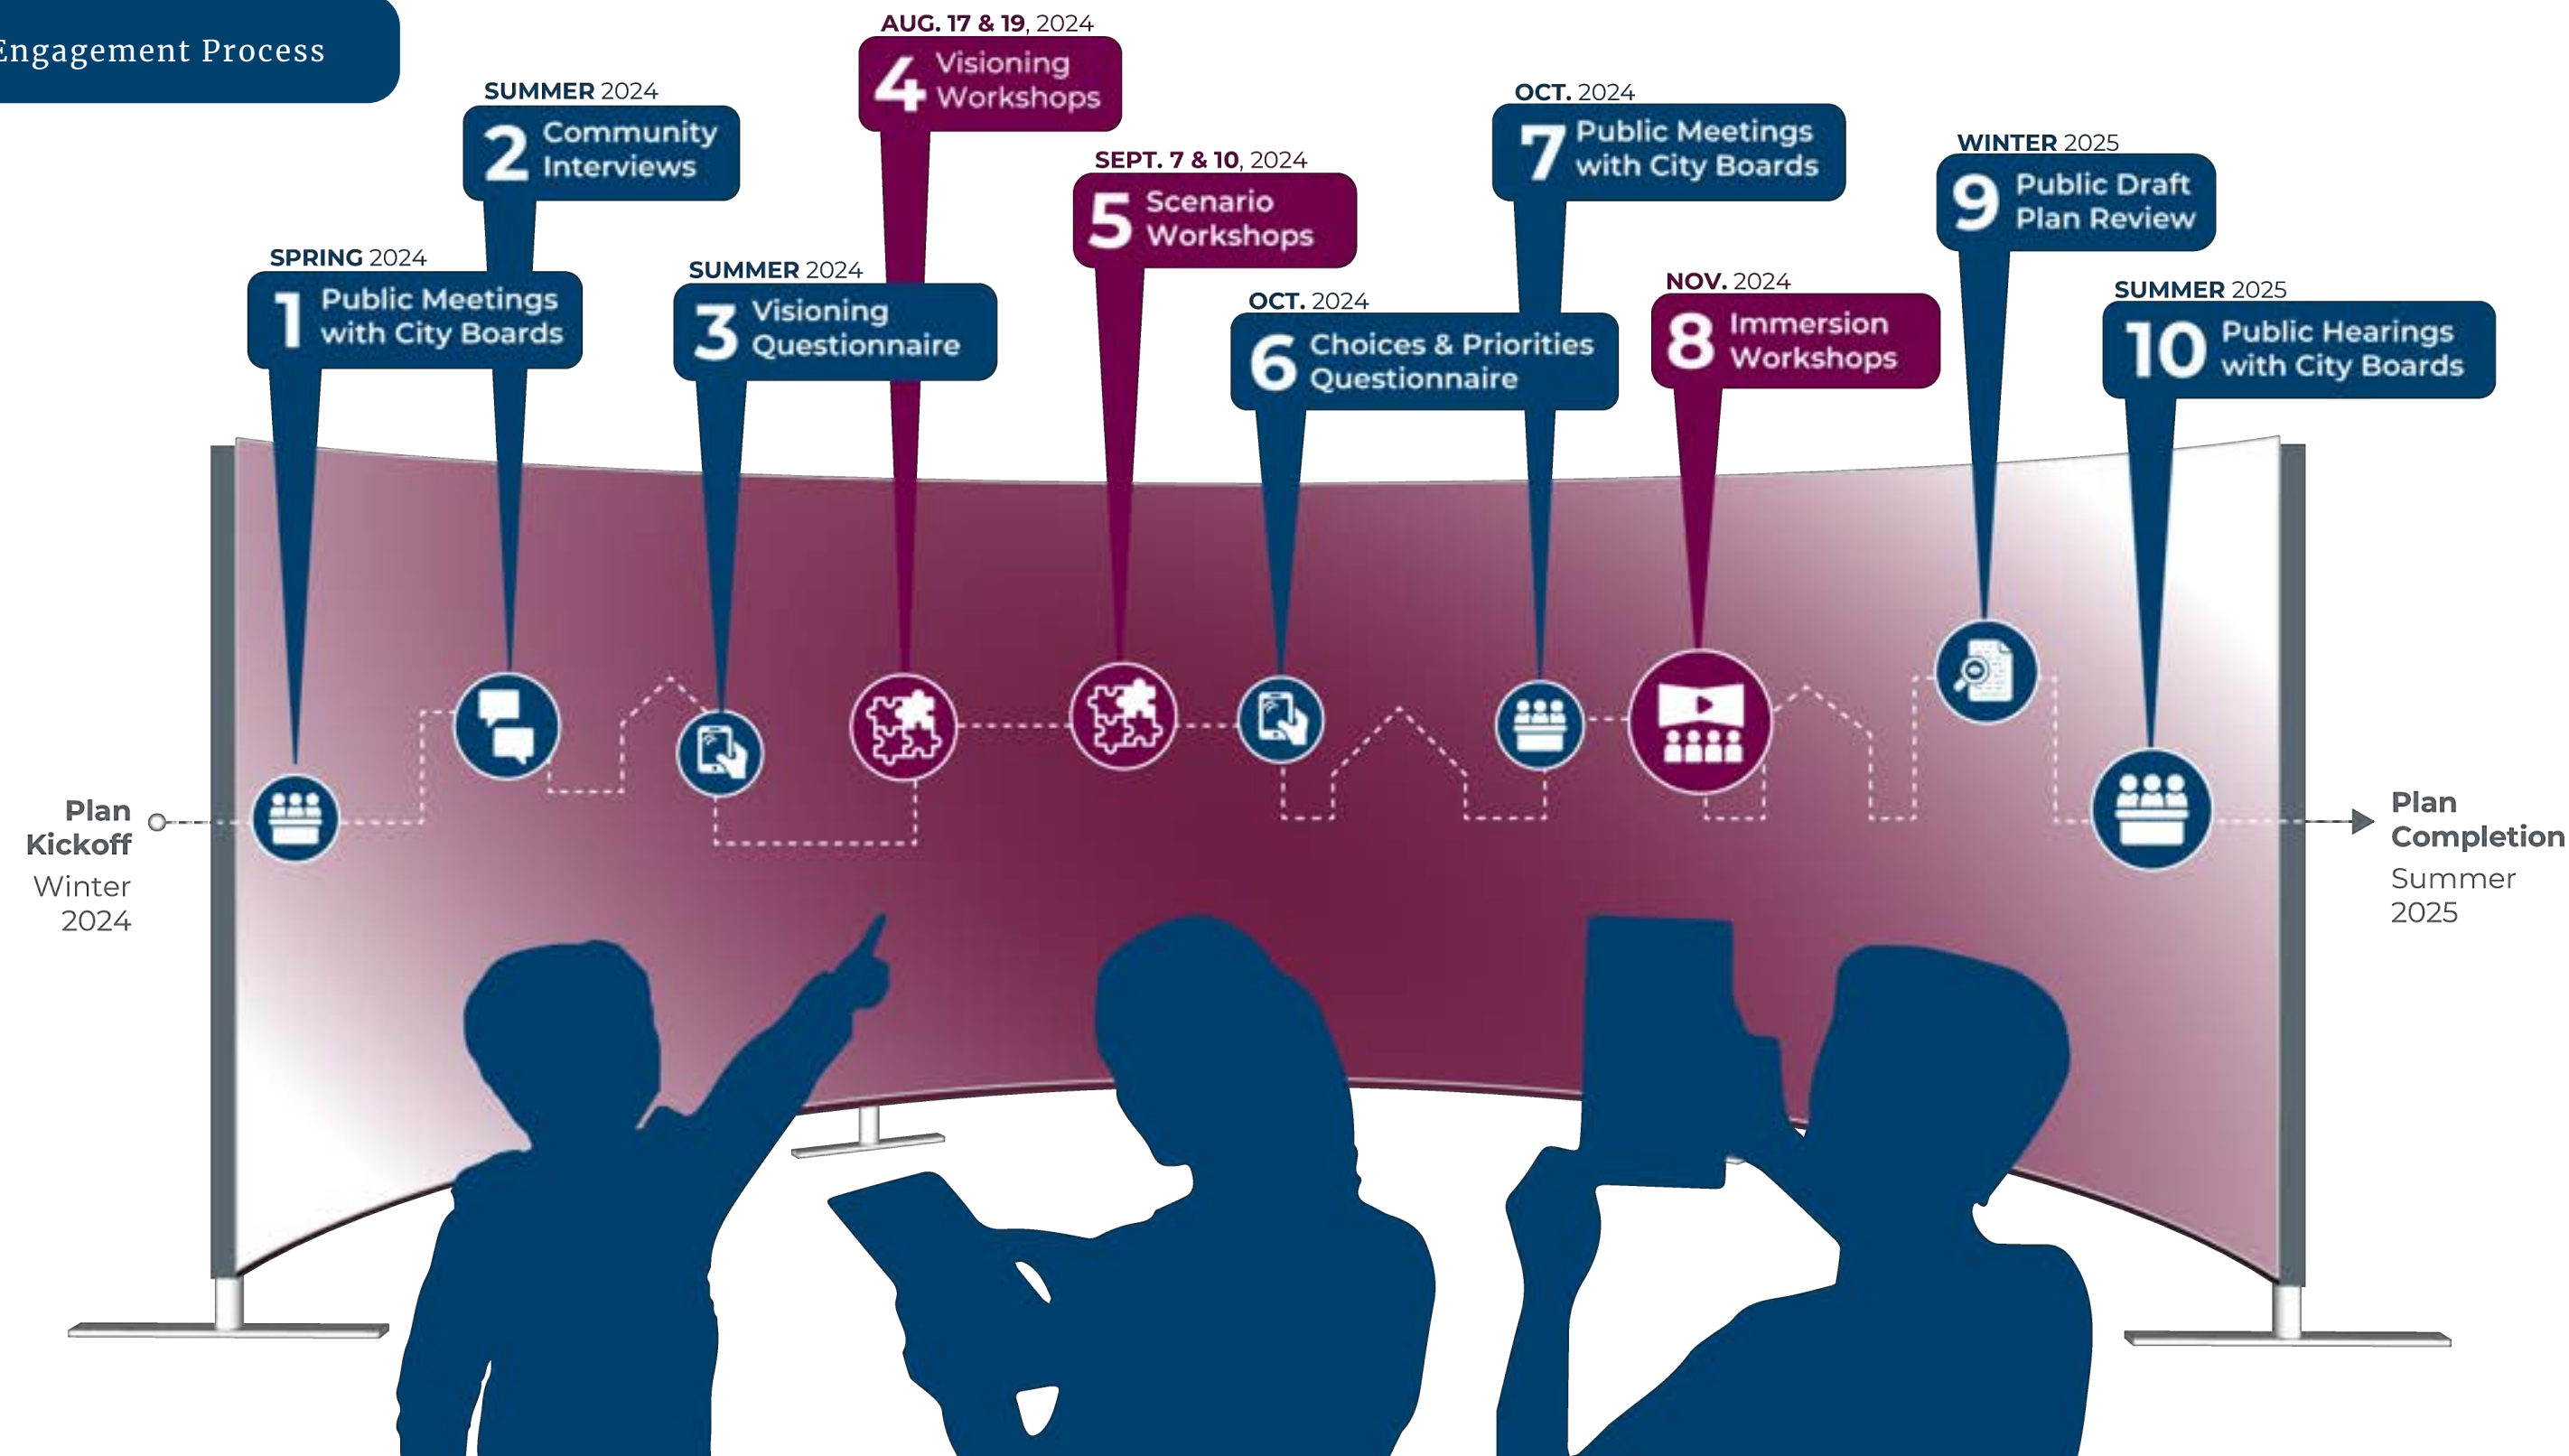 Engagement Process
SPRING 2024
1 Public Meetings
with City Boards
SUMMER 2024
2 Community
Interviews
SUMMER 2024
3 Visioning
Questionnaire
AUG. 17 & 19, 2024
4 Visioning
Workshops
SEPT. 7 & 10, 2024
5 Scenario
Workshops
OCT. 2024
6 Choices & Priorities
Questionnaire
OCT. 2024
7 Public Meetings
with City Boards
NOV. 2024
8 Immersion
Workshops
WINTER 2025
9 Public Draft
Plan Review
SUMMER 2025
10 Public Hearings
with City Boards
Plan
Kickoff
Winter
2024
Plan
Completion
Summer
2025